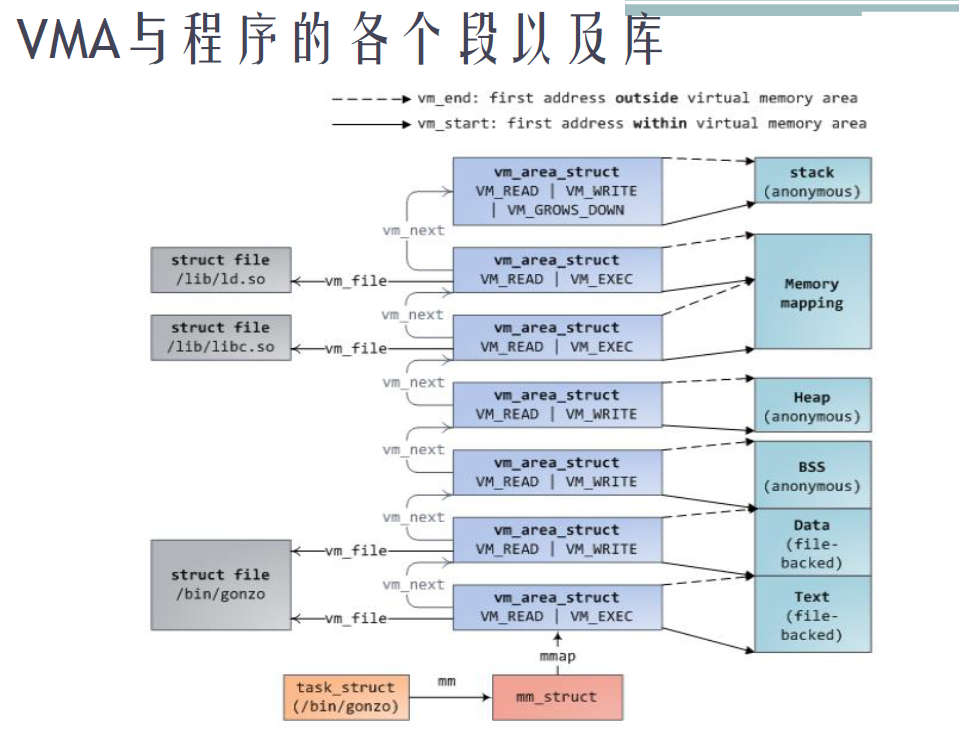 VMA与程序的各个段以及库
vm_end: first address outside virtual memory area
vm_start: first address within virtual memory area
vm_area_struct
VM_READ | VM_WRITE
| VM_GROWS_DOWN
stack
(anonymous)
vm_next
struct file
/lib/ld.so
vm_file
vm_area_struct
VM_READ | VM_EXEC
Memory
mapping
vm_next
struct file
/lib/libc.so
vm_file
vm_area_struct
VM_READ | VM_EXEC
vm_next
vm_area_struct
VM_READ | VM_WRITE
Heap
(anonymous)
vm_next
vm_area_struct
VM_READ | VM_WRITE
BSS
(anonymous)
vm_next
vm_area_struct
VM_READ | VM_WRITE
Data
(file-
backed)
vm_file
struct file
/bin/gonzo
vm_next
vm_area_struct
VM_READ | VM_EXEC
Text
(file-
backed)
vm_file
mmap
task_struct
(/bin/gonzo)
mm
mm_struct